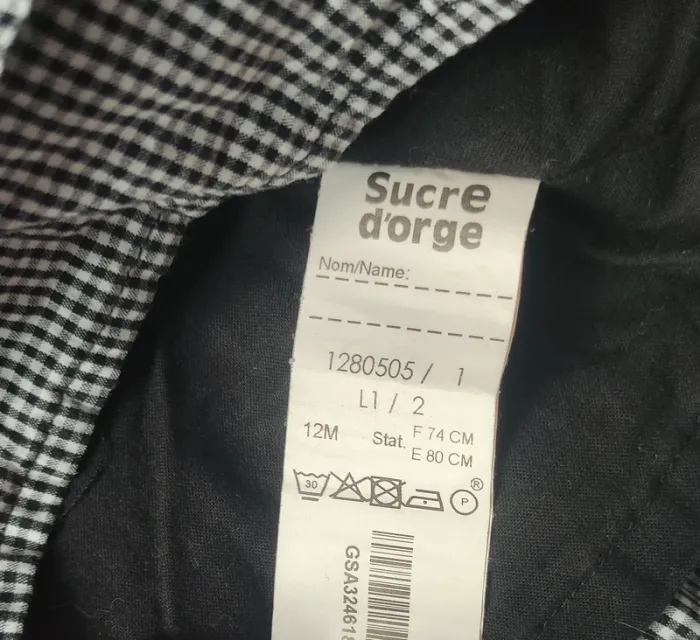 Sucre
d'orge
Nom/Name:
1280505 / 1
L1 / 2
12M Stat. F 74 CM
E 80 CM
30 P ®